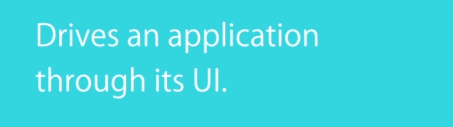 Drives an application
through its UI.